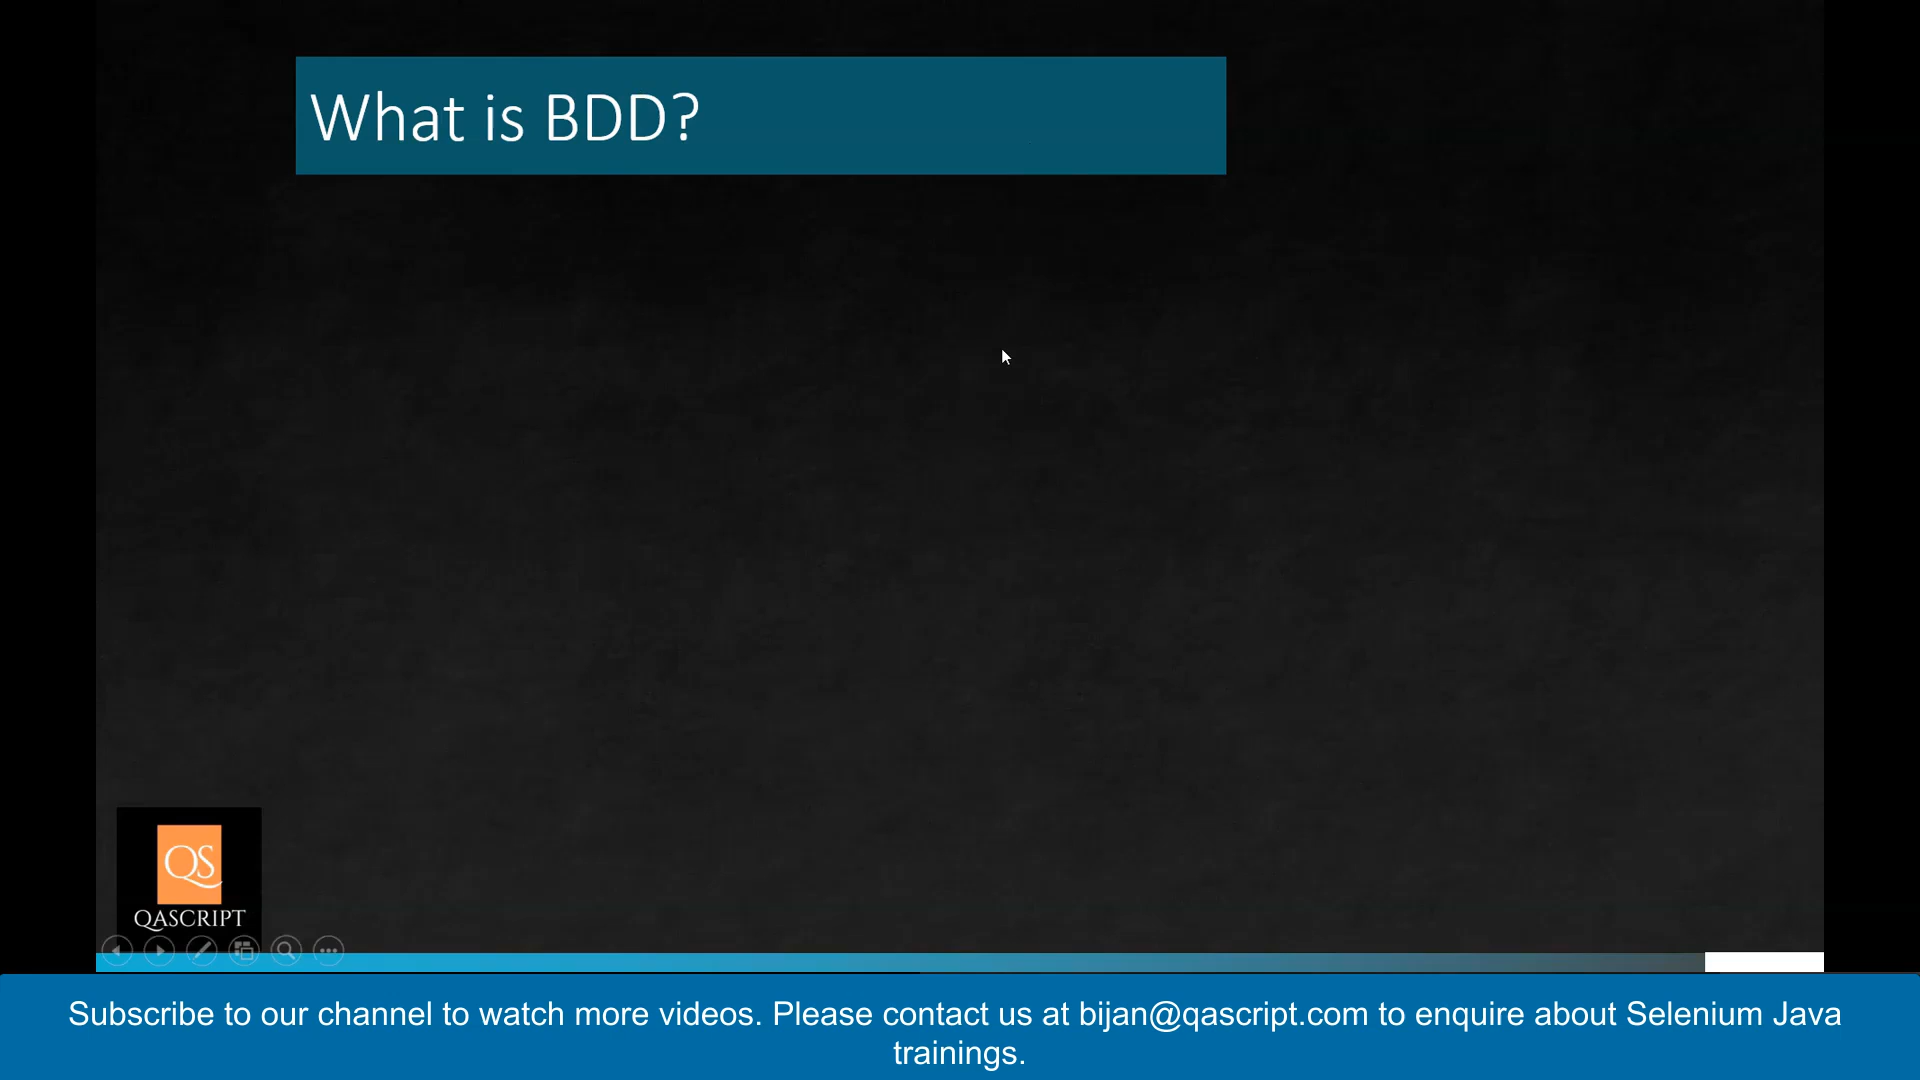 What is BDD?
QS
QASCRIPT
Subscribe to our channel to watch more videos. Please contact us at bijan@qascript.com to enquire about Selenium Java
trainings.